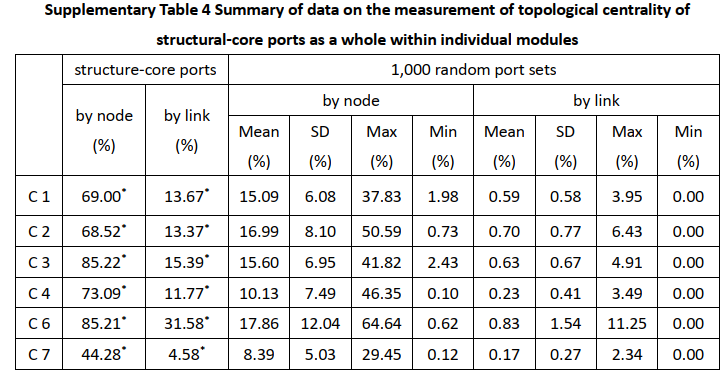 Supplementary Table 4 Summary of data on the measurement of topological centrality of
structural-core ports as a whole within individual modules
structure-core ports 1,000 random port sets
by node (%) by link (%) by node by link
Mean (%) SD (%) Max (%) Min (%) Mean (%) SD (%) Max (%) Min (%)
C 1 69.00* 13.67* 15.09 6.08 37.83 1.98 0.59 0.58 3.95 0.00
C 2 68.52* 13.37* 16.99 8.10 50.59 0.73 0.70 0.77 6.43 0.00
C 3 85.22* 15.39* 15.60 6.95 41.82 2.43 0.63 0.67 4.91 0.00
C 4 73.09* 11.77* 10.13 7.49 46.35 0.10 0.23 0.41 3.49 0.00
C 6 85.21* 31.58* 17.86 12.04 64.64 0.62 0.83 1.54 11.25 0.00
C 7 44.28* 4.58* 8.39 5.03 29.45 0.12 0.17 0.27 2.34 0.00